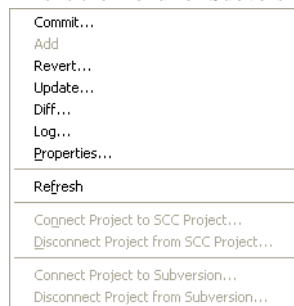 Commit...
Add
Revert...
Update...
Diff...
Log...
Properties...
Refresh
Connect Project to SCC Project...
Disconnect Project from SCC Project...
Connect Project to Subversion...
Disconnect Project from Subversion...